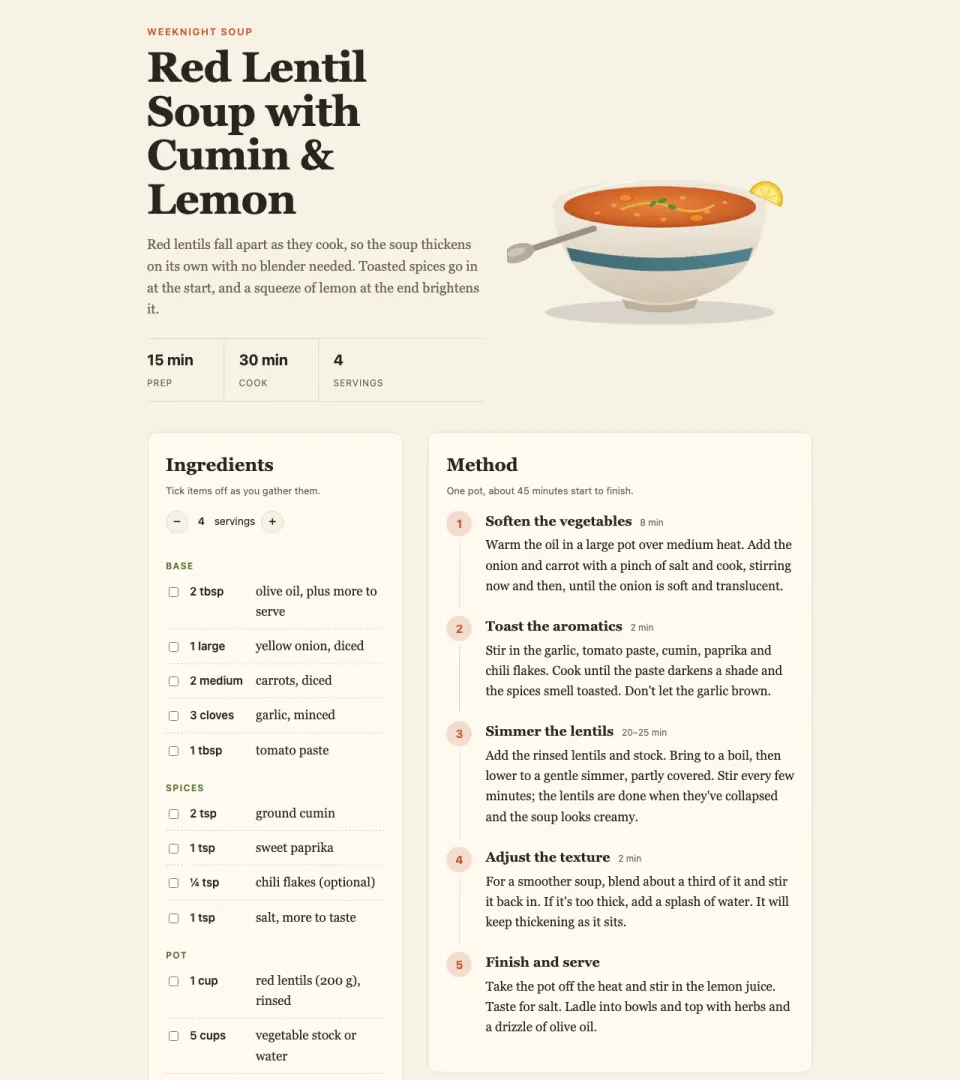 WEEKNIGHT SOUP
Red Lentil
Soup with
Cumin &
Lemon
Red lentils fall apart as they cook, so the soup thickens
on its own with no blender needed. Toasted spices go in
at the start, and a squeeze of lemon at the end brightens
it.
15 min
PREP
30 min
COOK
4
SERVINGS
Ingredients
Tick items off as you gather them.
− 4 servings +
BASE
2 tbsp olive oil, plus more to
serve
1 large yellow onion, diced
2 medium carrots, diced
3 cloves garlic, minced
1 tbsp tomato paste
SPICES
2 tsp ground cumin
1 tsp sweet paprika
¼ tsp chili flakes (optional)
1 tsp salt, more to taste
POT
1 cup red lentils (200 g),
rinsed
5 cups vegetable stock or
water
Method
One pot, about 45 minutes start to finish.
1 Soften the vegetables 8 min
Warm the oil in a large pot over medium heat. Add the
onion and carrot with a pinch of salt and cook, stirring
now and then, until the onion is soft and translucent.
2 Toast the aromatics 2 min
Stir in the garlic, tomato paste, cumin, paprika and
chili flakes. Cook until the paste darkens a shade and
the spices smell toasted. Don't let the garlic brown.
3 Simmer the lentils 20–25 min
Add the rinsed lentils and stock. Bring to a boil, then
lower to a gentle simmer, partly covered. Stir every few
minutes; the lentils are done when they've collapsed
and the soup looks creamy.
4 Adjust the texture 2 min
For a smoother soup, blend about a third of it and stir
it back in. If it's too thick, add a splash of water. It will
keep thickening as it sits.
5 Finish and serve
Take the pot off the heat and stir in the lemon juice.
Taste for salt. Ladle into bowls and top with herbs and
a drizzle of olive oil.